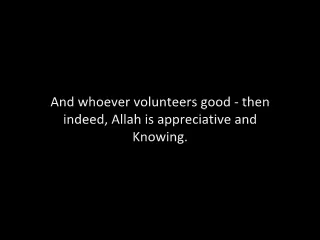 And whoever volunteers good - then
indeed, Allah is appreciative and
Knowing.